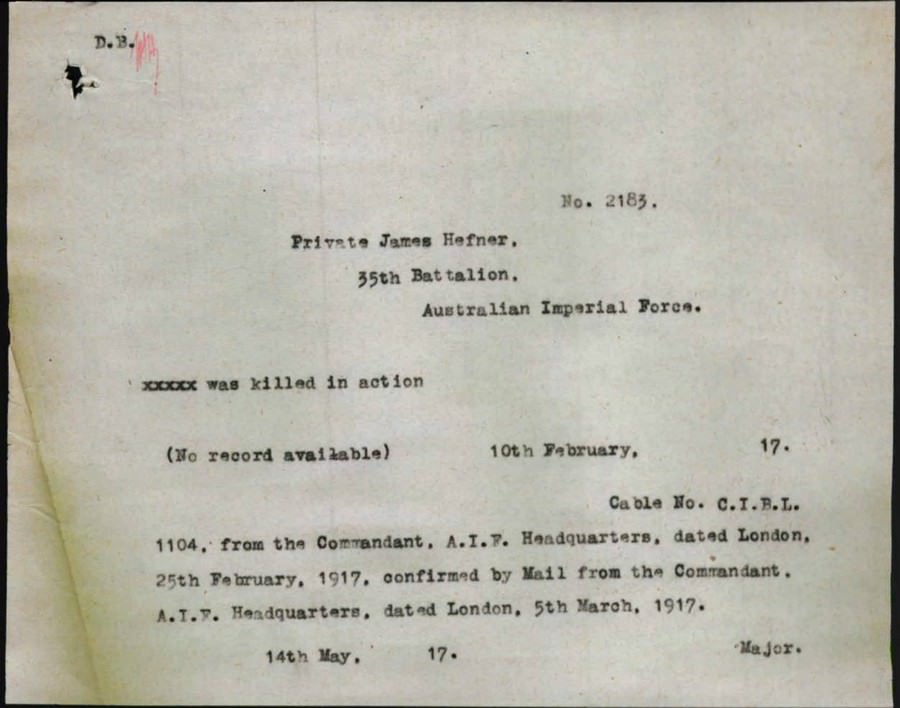 D.B.
No. 2183.
Private James Hefner,
35th Battalion,
Australian Imperial Force.
xxxxx was killed in action
(No record available) 10th February, 17.
Cable No. C.I.B.L.
1104, from the Commandant, A.I.F. Headquarters, dated London,
25th February, 1917, confirmed by Mail from the Commandant,
A.I.F. Headquarters, dated London, 5th March, 1917.
14th May, 17. Major.